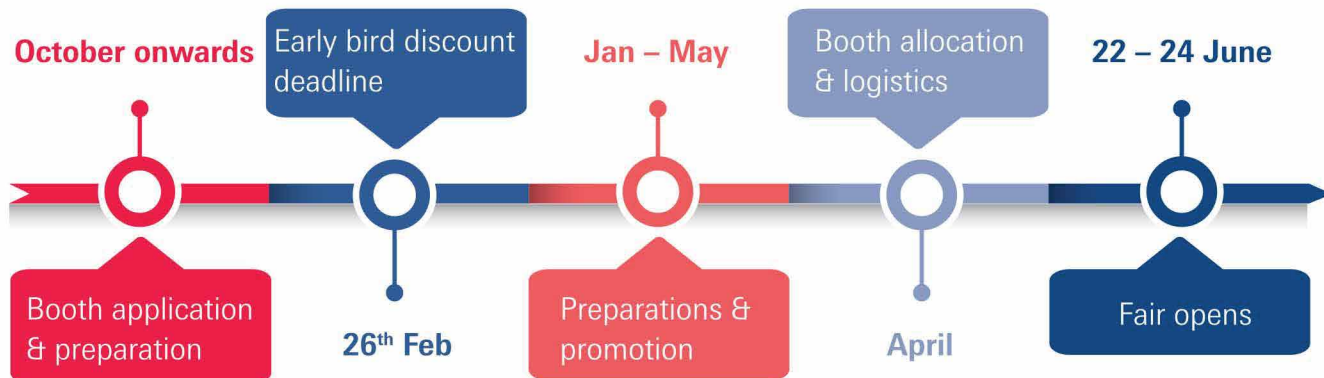 October onwards
Booth application
& preparation
Early bird discount
deadline
26th Feb
Jan – May
Preparations &
promotion
Booth allocation
& logistics
April
22 – 24 June
Fair opens